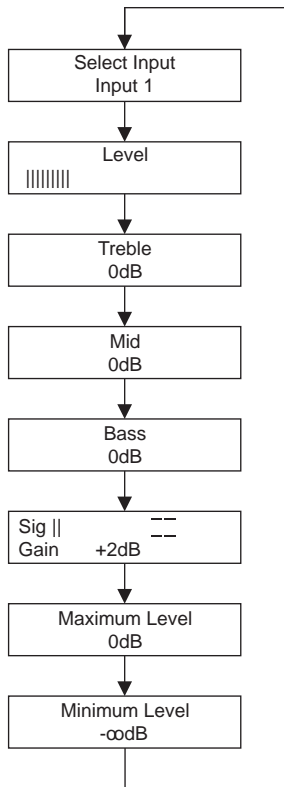 Select Input
Input 1
Level
|||||||||
Treble
0dB
Mid
0dB
Bass
0dB
Sig ||
Gain +2dB
Maximum Level
0dB
Minimum Level
-∞dB